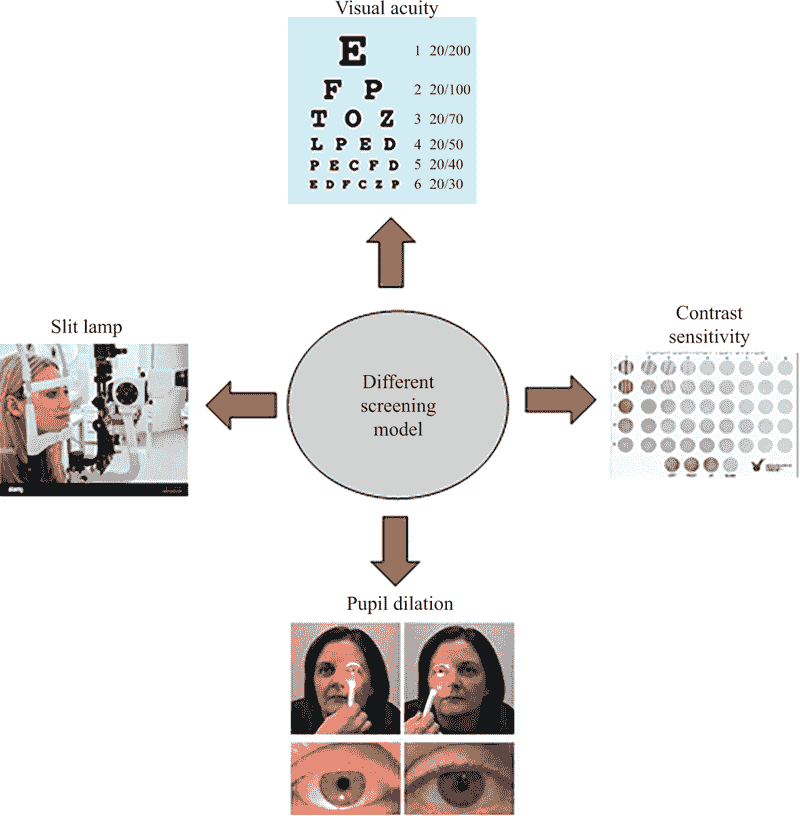 Visual acuity
E 1 20/200
F P 2 20/100
T O Z 3 20/70
L P E D 4 20/50
P E C F D 5 20/40
E D F C Z P 6 20/30
Slit lamp
Contrast
sensitivity
Different
screening
model
Pupil dilation